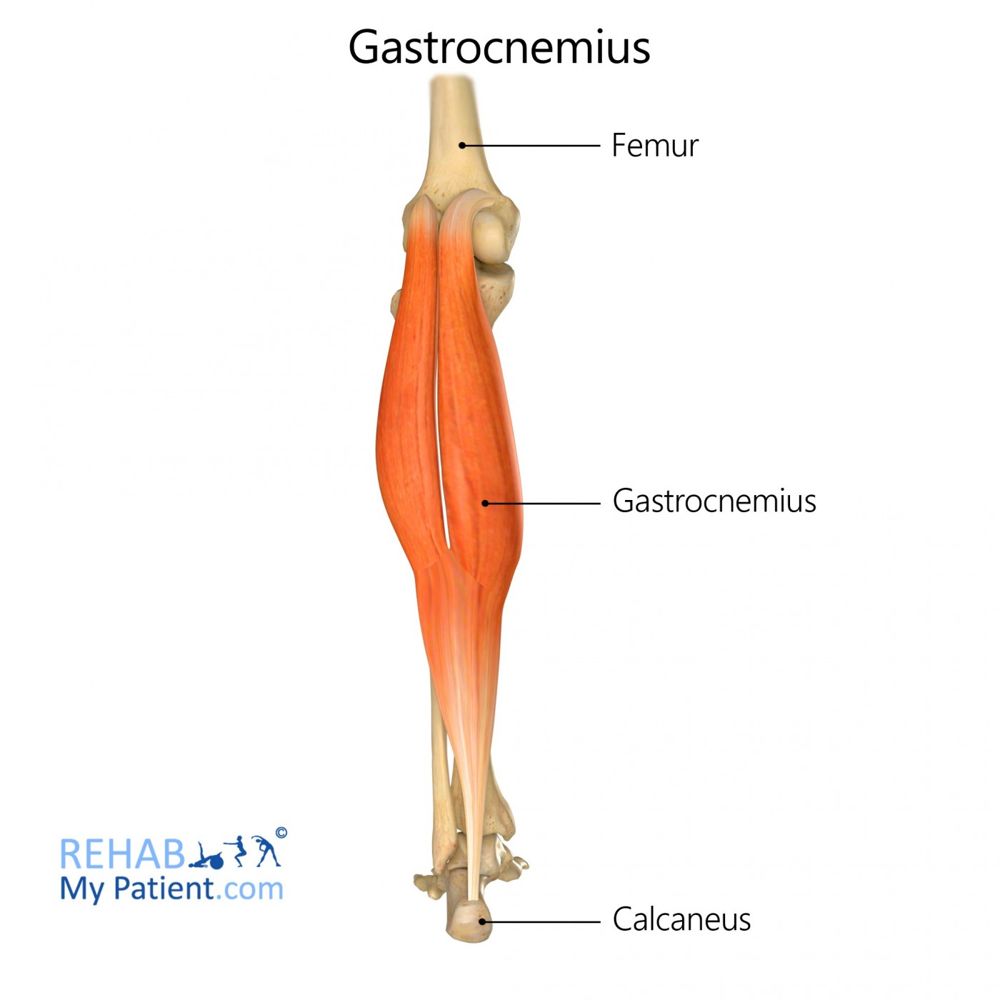 Gastrocnemius
Femur
Gastrocnemius
Calcaneus
REHAB ©
My Patient.com